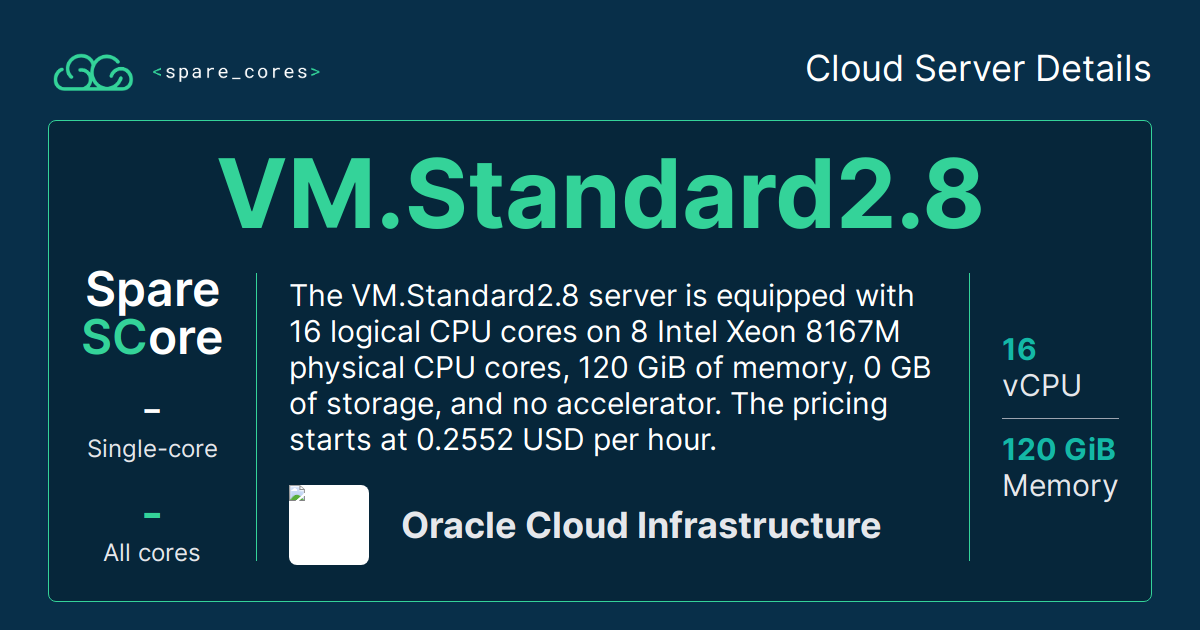 <spare_cores>
Cloud Server Details
VM.Standard2.8
Spare
SCore
-
Single-core
-
All cores
The VM.Standard2.8 server is equipped with
16 logical CPU cores on 8 Intel Xeon 8167M
physical CPU cores, 120 GiB of memory, 0 GB
of storage, and no accelerator. The pricing
starts at 0.2552 USD per hour.
Oracle Cloud Infrastructure
16
vCPU
120 GiB
Memory